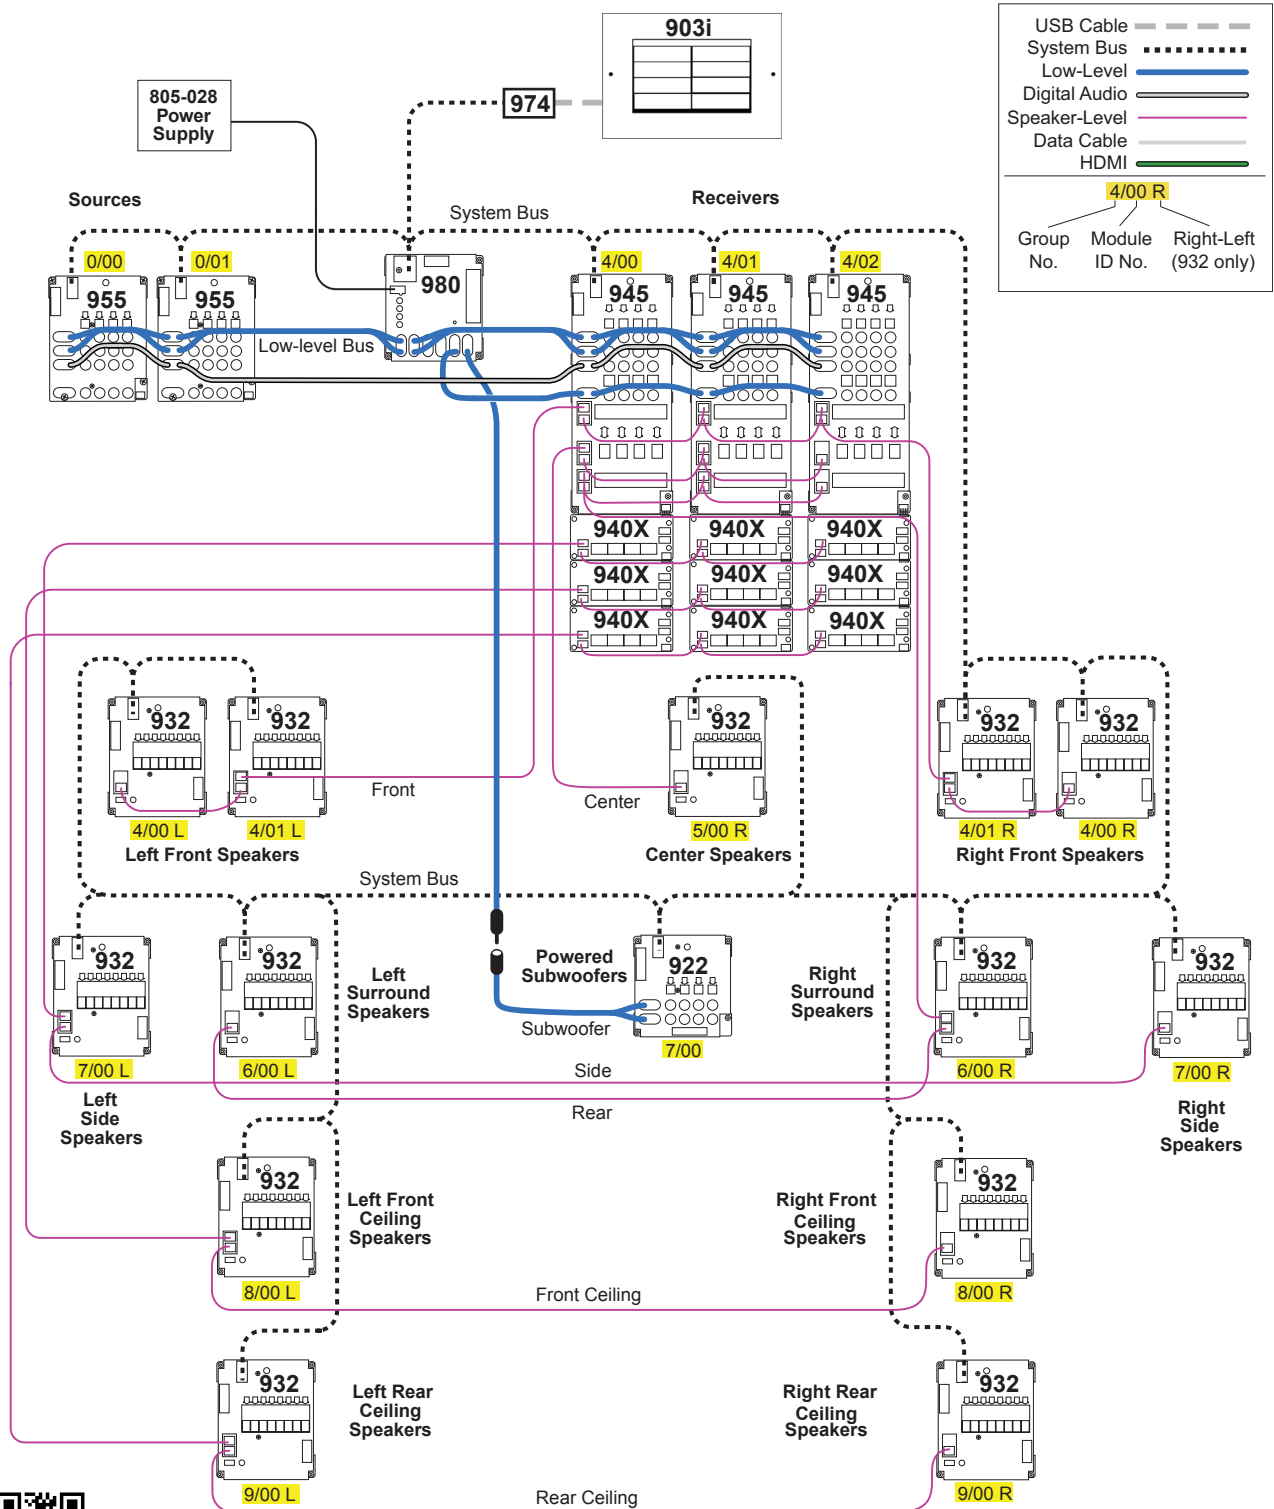 903i
USB Cable
System Bus
Low-Level
Digital Audio
Speaker-Level
Data Cable
HDMI
4/00 R
Group No.
Module ID No.
Right-Left (932 only)
805-028
Power
Supply
974
Sources
System Bus
Receivers
0/00
0/01
4/00
4/01
4/02
955
955
980
945
945
945
Low-level Bus
940X
940X
940X
940X
940X
940X
940X
940X
940X
932
932
932
932
932
Front
Center
4/00 L
4/01 L
5/00 R
4/01 R
4/00 R
Left Front Speakers
Center Speakers
Right Front Speakers
System Bus
932
932
Left
Surround
Speakers
Powered
Subwoofers
922
Right
Surround
Speakers
932
932
Subwoofer
7/00 L
6/00 L
7/00
6/00 R
7/00 R
Side
Left
Side
Speakers
Rear
Right
Side
Speakers
932
Left Front
Ceiling
Speakers
Right Front
Ceiling
Speakers
932
8/00 L
Front Ceiling
8/00 R
932
Left Rear
Ceiling
Speakers
Right Rear
Ceiling
Speakers
932
9/00 L
Rear Ceiling
9/00 R